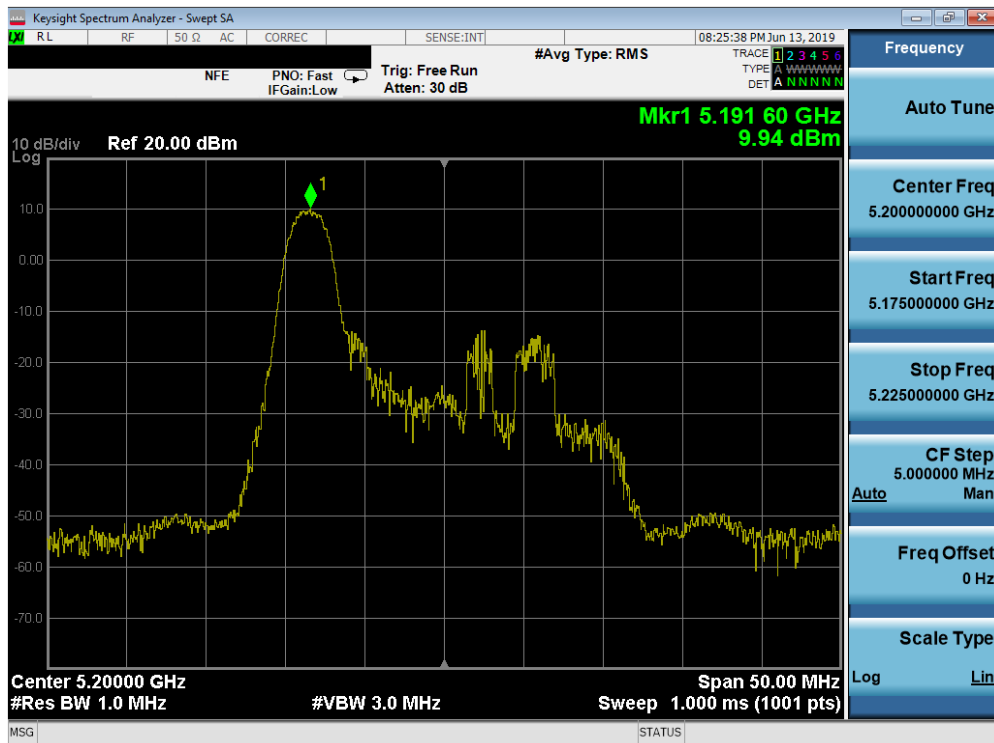 Keysight Spectrum Analyzer - Swept SA
LXI RL RF 50 Ω AC CORREC SENSE:INT 08:25:38 PM Jun 13, 2019
#Avg Type: RMS TRACE 1 2 3 4 5 6
NFE PNO: Fast Trig: Free Run TYPE A WWWWW
IFGain:Low Atten: 30 dB DET A N N N N N
Mkr1 5.191 60 GHz
9.94 dBm
10 dB/div Ref 20.00 dBm
Log
1
10.0
0.00
-10.0
-20.0
-30.0
-40.0
-50.0
-60.0
-70.0
Center 5.20000 GHz Span 50.00 MHz
#Res BW 1.0 MHz #VBW 3.0 MHz Sweep 1.000 ms (1001 pts)
MSG STATUS
Frequency
Auto Tune
Center Freq
5.200000000 GHz
Start Freq
5.175000000 GHz
Stop Freq
5.225000000 GHz
CF Step
5.000000 MHz
Auto Man
Freq Offset
0 Hz
Scale Type
Log Lin